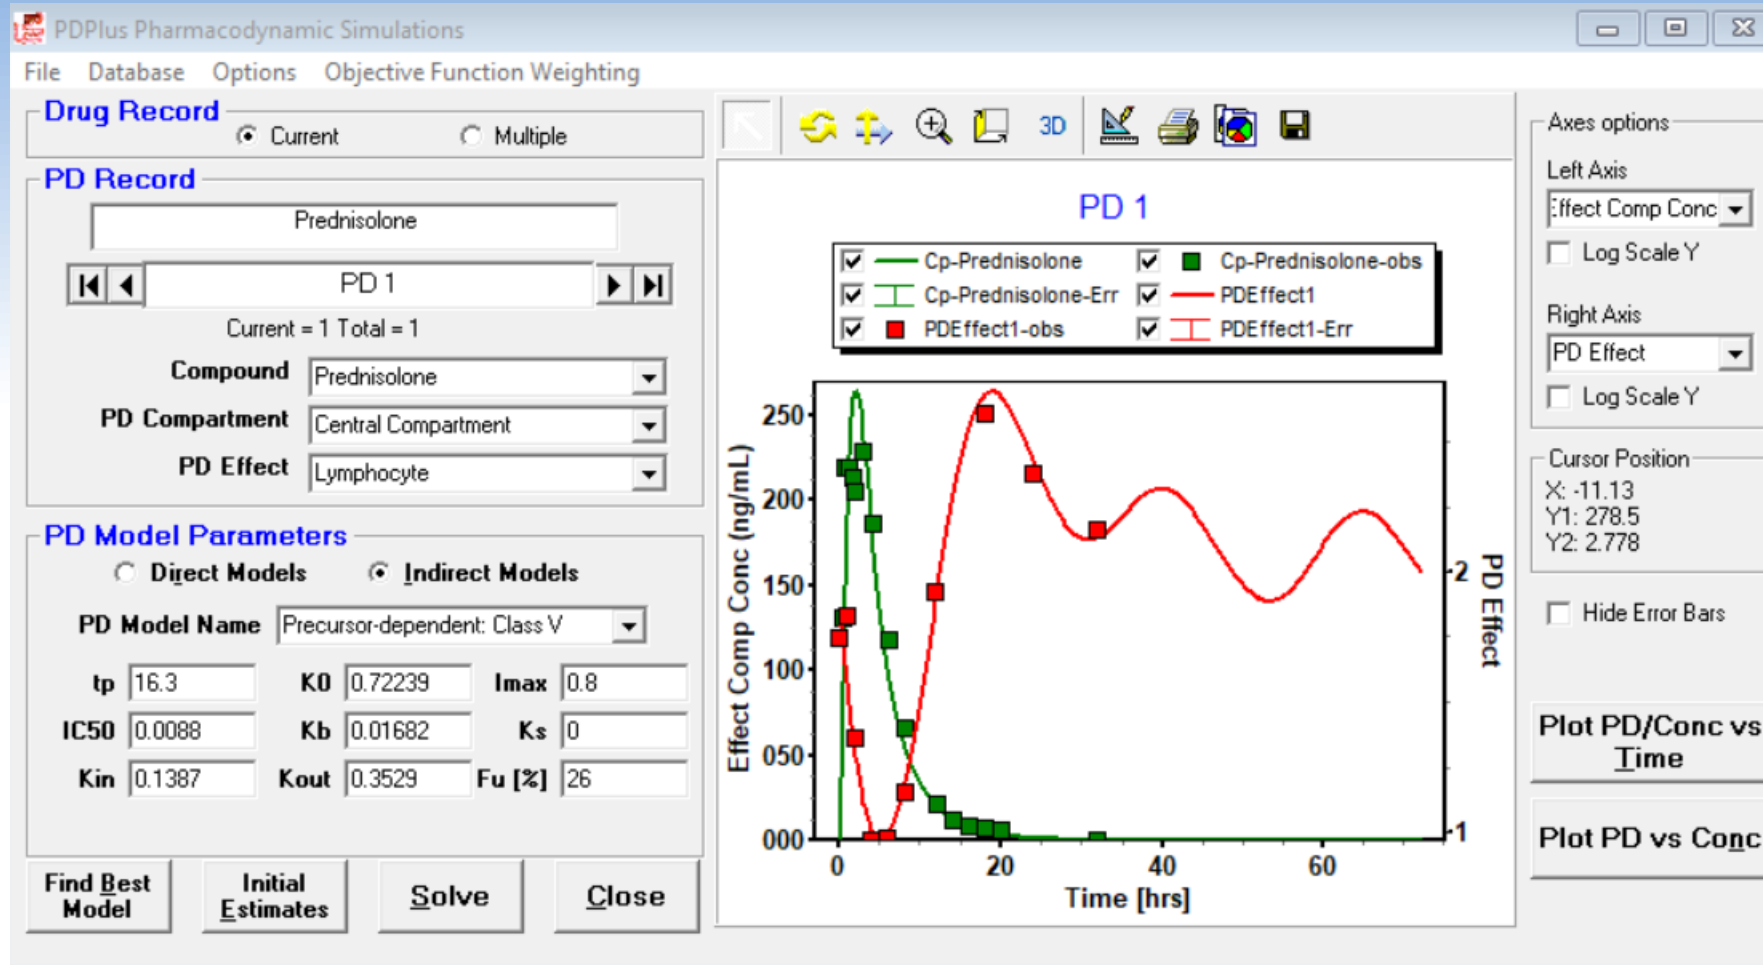 PDPlus Pharmacodynamic Simulations
File Database Options Objective Function Weighting
Drug Record
Current Multiple
PD Record
Prednisolone
PD 1
Current = 1 Total = 1
Compound Prednisolone
PD Compartment Central Compartment
PD Effect Lymphocyte
PD Model Parameters
Direct Models Indirect Models
PD Model Name Precursor-dependent: Class V
tp 16.3 K0 0.72239 Imax 0.8
IC50 0.0088 Kb 0.01682 Ks 0
Kin 0.1387 Kout 0.3529 Fu [%] 26
Find Best
Model
Initial
Estimates
Solve
Close
3D
PD 1
Cp-Prednisolone Cp-Prednisolone-obs
Cp-Prednisolone-Err PDEffect1
PDEffect1-obs PDEffect1-Err
Effect Comp Conc (ng/mL)
250
200
150
100
050
000
0 20 40 60
Time [hrs]
2
1
PD Effect
Axes options
Left Axis
Effect Comp Conc
Log Scale Y
Right Axis
PD Effect
Log Scale Y
Cursor Position
X: -11.13
Y1: 278.5
Y2: 2.778
Hide Error Bars
Plot PD/Conc vs
Time
Plot PD vs Conc